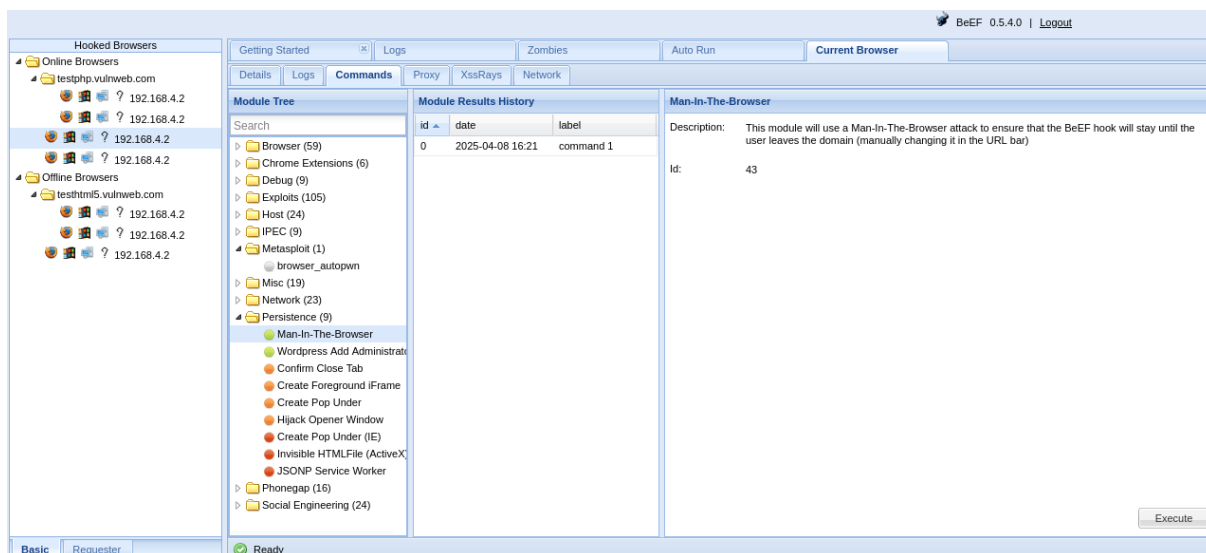 BeEF 0.5.4.0 | Logout
Hooked Browsers
Online Browsers
testphp.vulnweb.com
? 192.168.4.2
? 192.168.4.2
? 192.168.4.2
? 192.168.4.2
Offline Browsers
testhtml5.vulnweb.com
? 192.168.4.2
? 192.168.4.2
? 192.168.4.2
Basic Requester
Getting Started Logs Zombies Auto Run Current Browser
Details Logs Commands Proxy XssRays Network
Module Tree
Search
Browser (59)
Chrome Extensions (6)
Debug (9)
Exploits (105)
Host (24)
IPEC (9)
Metasploit (1)
browser_autopwn
Misc (19)
Network (23)
Persistence (9)
Man-In-The-Browser
Wordpress Add Administrato
Confirm Close Tab
Create Foreground iFrame
Create Pop Under
Hijack Opener Window
Create Pop Under (IE)
Invisible HTMLFile (ActiveX)
JSONP Service Worker
Phonegap (16)
Social Engineering (24)
Module Results History
id date label
0 2025-04-08 16:21 command 1
Man-In-The-Browser
Description: This module will use a Man-In-The-Browser attack to ensure that the BeEF hook will stay until the
user leaves the domain (manually changing it in the URL bar)
Id: 43
Execute
Ready